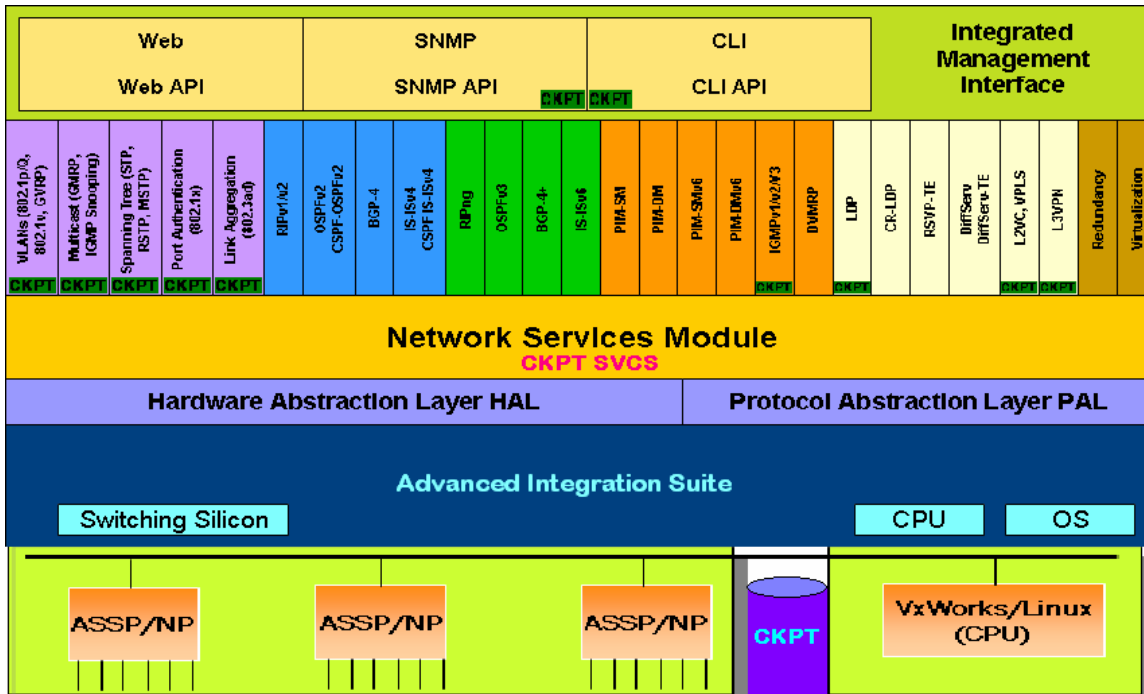 Web
SNMP
CLI
Integrated
Management
Interface
Web API
SNMP API
CKPT
CKPT
CLI API
VLANs (802.1p/Q,
802.1v, GVRP)
CKPT
Multicast (GMRP,
IGMP Snooping)
CKPT
Spanning Tree (STP,
RSTP, MSTP)
CKPT
Port Authentication
(802.1x)
CKPT
Link Aggregation
(802.3ad)
CKPT
RIPv1/v2
OSPFv2
CSPF-OSPFv2
BGP-4
IS-ISv4
CSPF IS-ISv4
RIPng
OSPFv3
BGP-4+
IS-ISv6
PIM-SM
PIM-DM
PIM-SMv6
PIM-DMv6
IGMPv1/v2/V3
CKPT
DVMRP
LDP
CKPT
CR-LDP
RSVP-TE
DiffServ
DiffServ-TE
L2VC, VPLS
CKPT
L3VPN
CKPT
Redundancy
Virtualization
Network Services Module
CKPT SVCS
Hardware Abstraction Layer HAL
Protocol Abstraction Layer PAL
Advanced Integration Suite
Switching Silicon
CPU
OS
ASSP/NP
ASSP/NP
ASSP/NP
CKPT
VxWorks/Linux
(CPU)